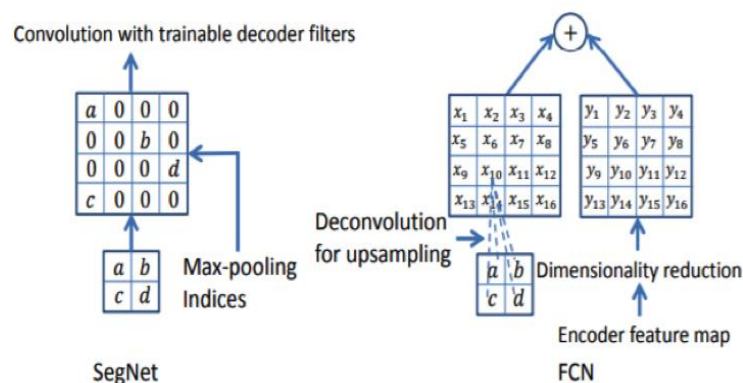 Convolution with trainable decoder filters
a 0 0 0
0 0 b 0
0 0 0 d
c 0 0 0
a b
c d
Max-pooling
Indices
SegNet
+
x₁ x₂ x₃ x₄
x₅ x₆ x₇ x₈
x₉ x₁₀ x₁₁ x₁₂
x₁₃ x₁₄ x₁₅ x₁₆
y₁ y₂ y₃ y₄
y₅ y₆ y₇ y₈
y₉ y₁₀ y₁₁ y₁₂
y₁₃ y₁₄ y₁₅ y₁₆
Deconvolution
for upsampling
a b
c d
Dimensionality reduction
Encoder feature map
FCN